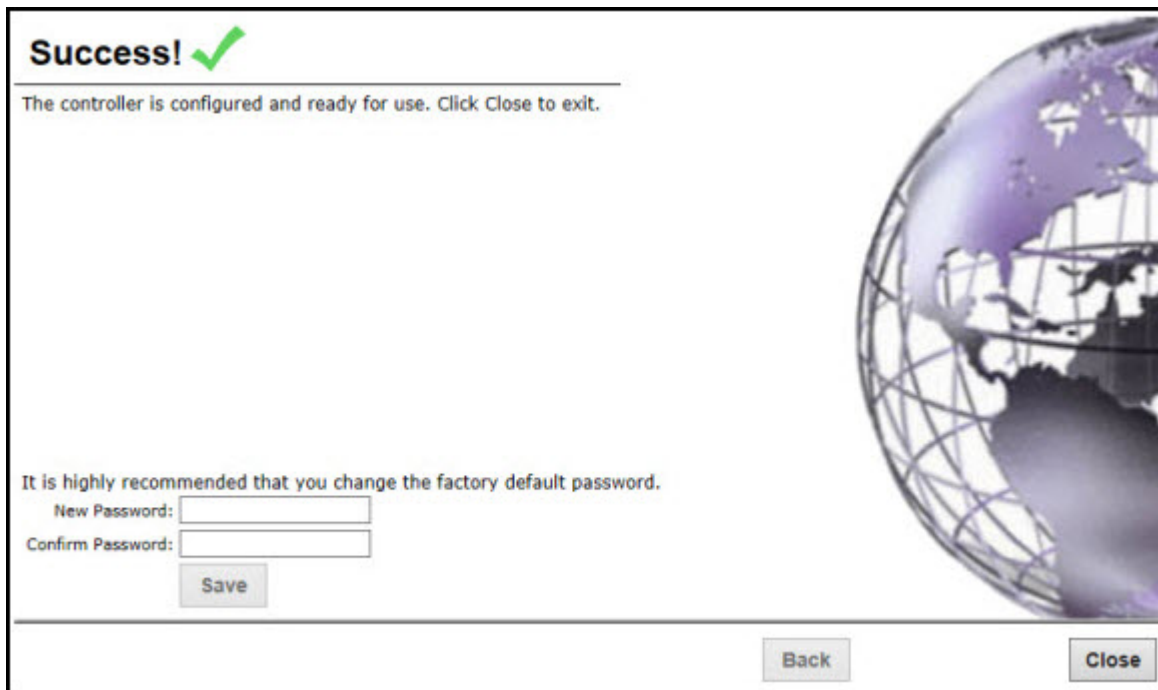 Success!
The controller is configured and ready for use. Click Close to exit.
It is highly recommended that you change the factory default password.
New Password:
Confirm Password:
Save
Back
Close